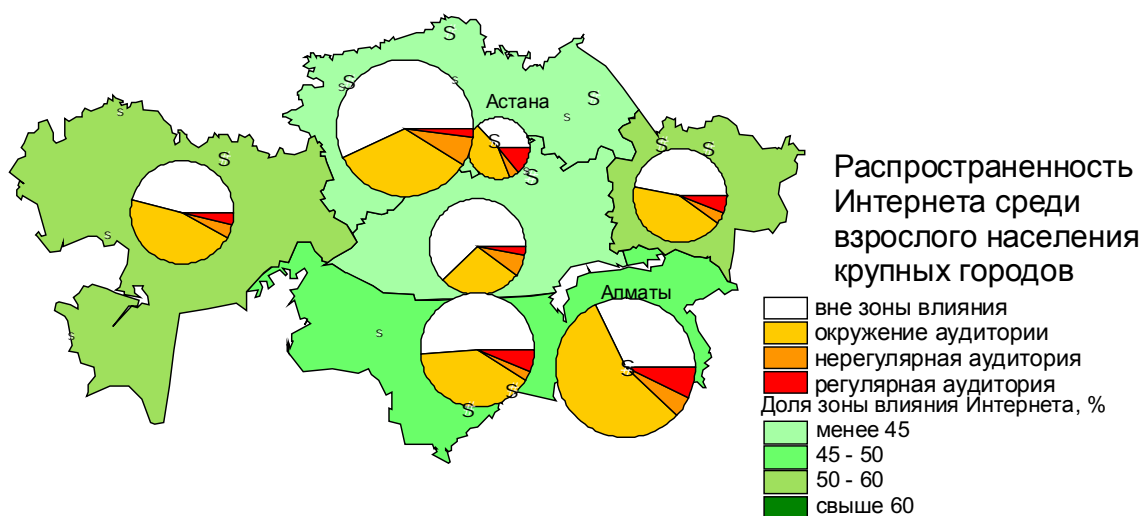 Астана
Алматы
Распространенность
Интернета среди
взрослого населения
крупных городов
вне зоны влияния
окружение аудитории
нерегулярная аудитория
регулярная аудитория
Доля зоны влияния Интернета, %
менее 45
45 - 50
50 - 60
свыше 60